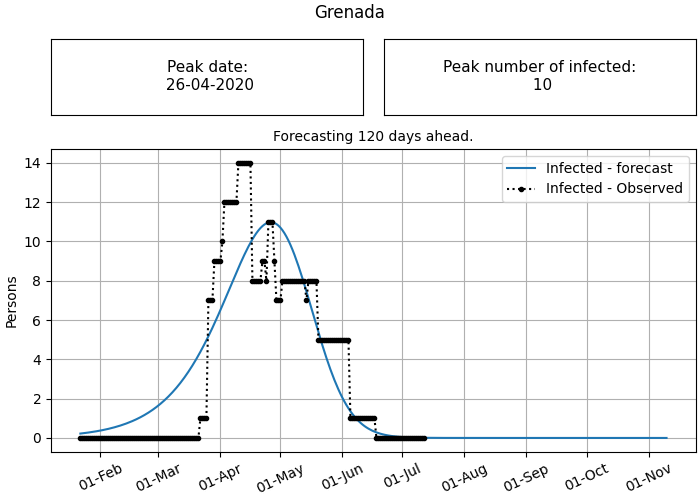 Grenada
Peak date:
26-04-2020
Peak number of infected:
10
Forecasting 120 days ahead.
Infected - forecast
Infected - Observed
Persons
14
12
10
8
6
4
2
0
01-Feb
01-Mar
01-Apr
01-May
01-Jun
01-Jul
01-Aug
01-Sep
01-Oct
01-Nov